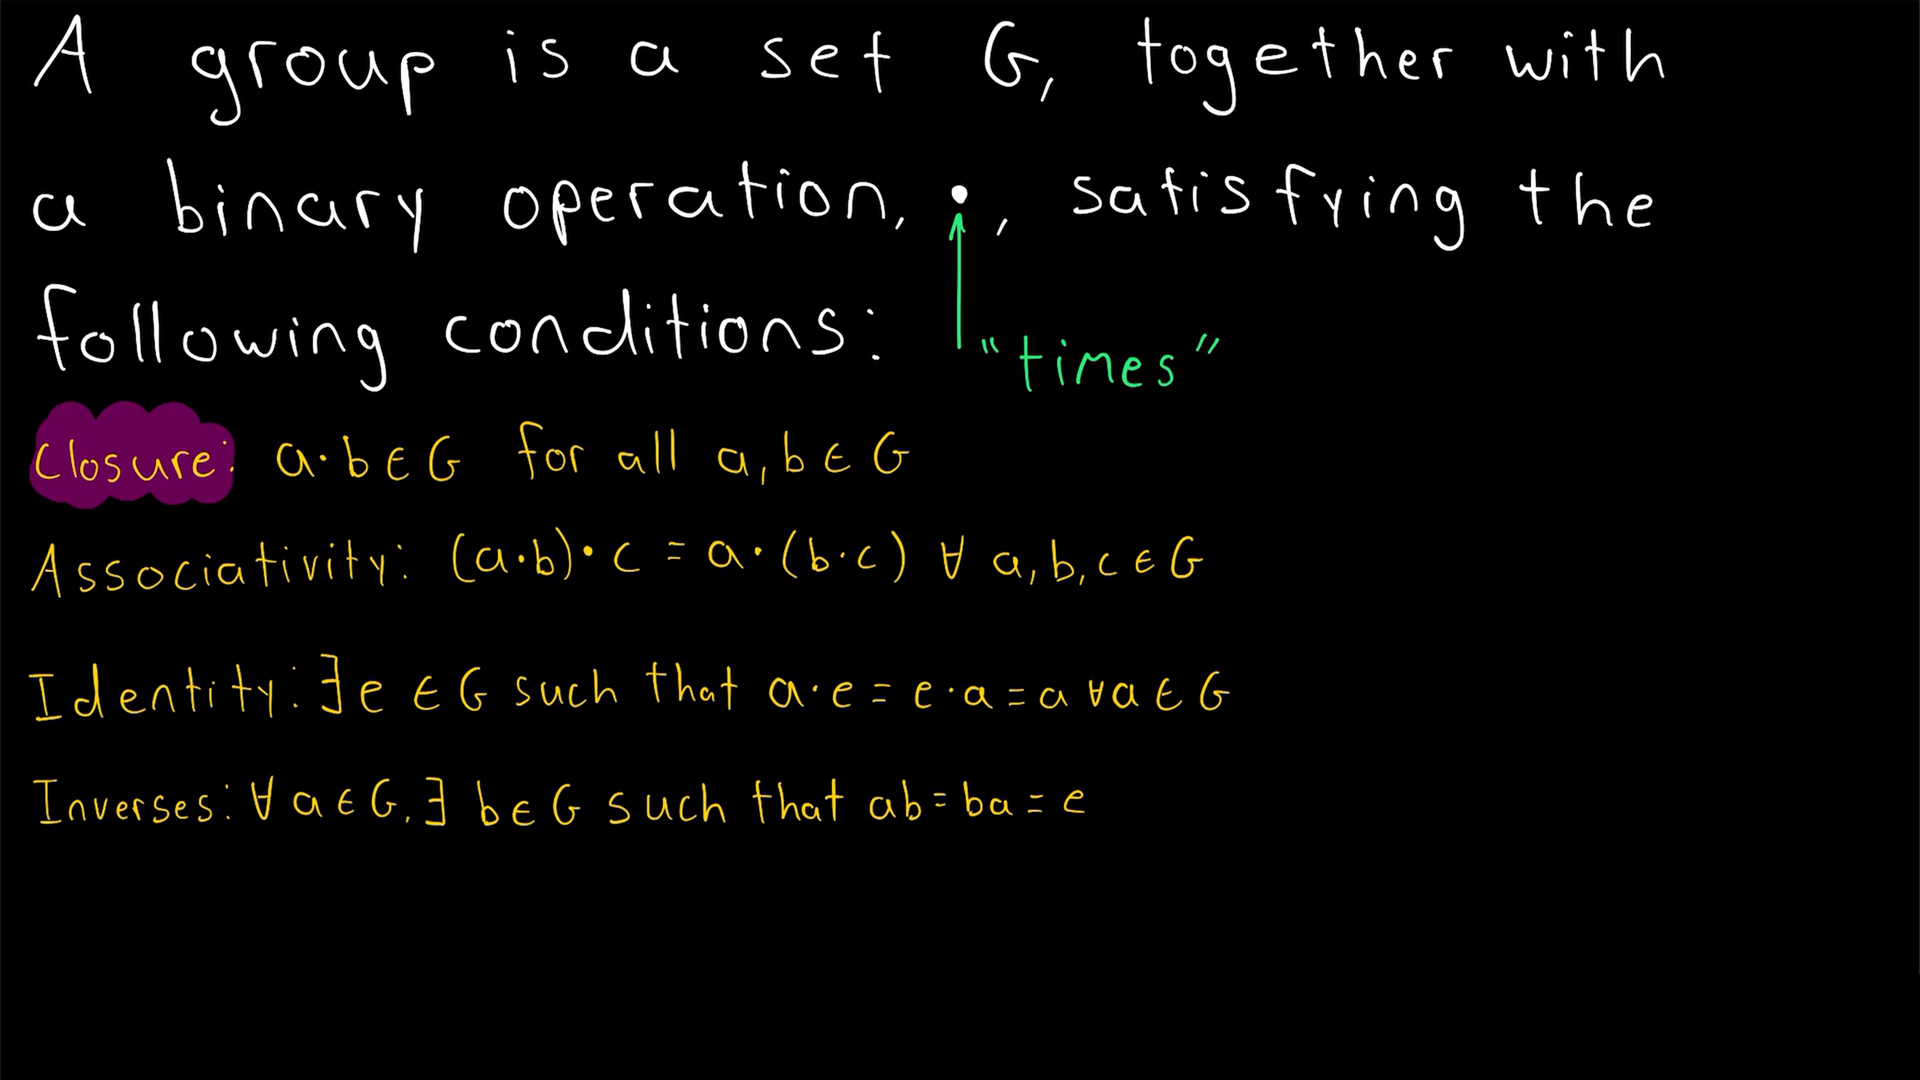 A group is a set G, together with
a binary operation, •, satisfying the
following conditions:
"times"
Closure: a·b ∈ G for all a, b ∈ G
Associativity: (a·b)·c = a·(b·c) ∀ a,b,c ∈ G
Identity: ∃ e ∈ G such that a·e = e·a = a ∀ a ∈ G
Inverses: ∀ a ∈ G, ∃ b ∈ G such that ab = ba = e